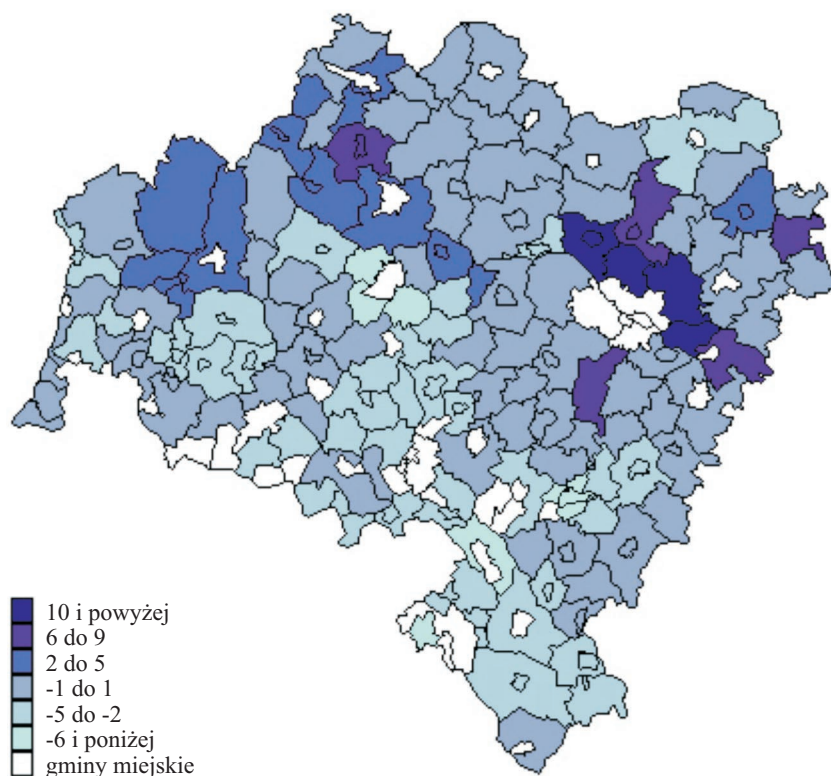 10 i powyżej
6 do 9
2 do 5
-1 do 1
-5 do -2
-6 i poniżej
gminy miejskie